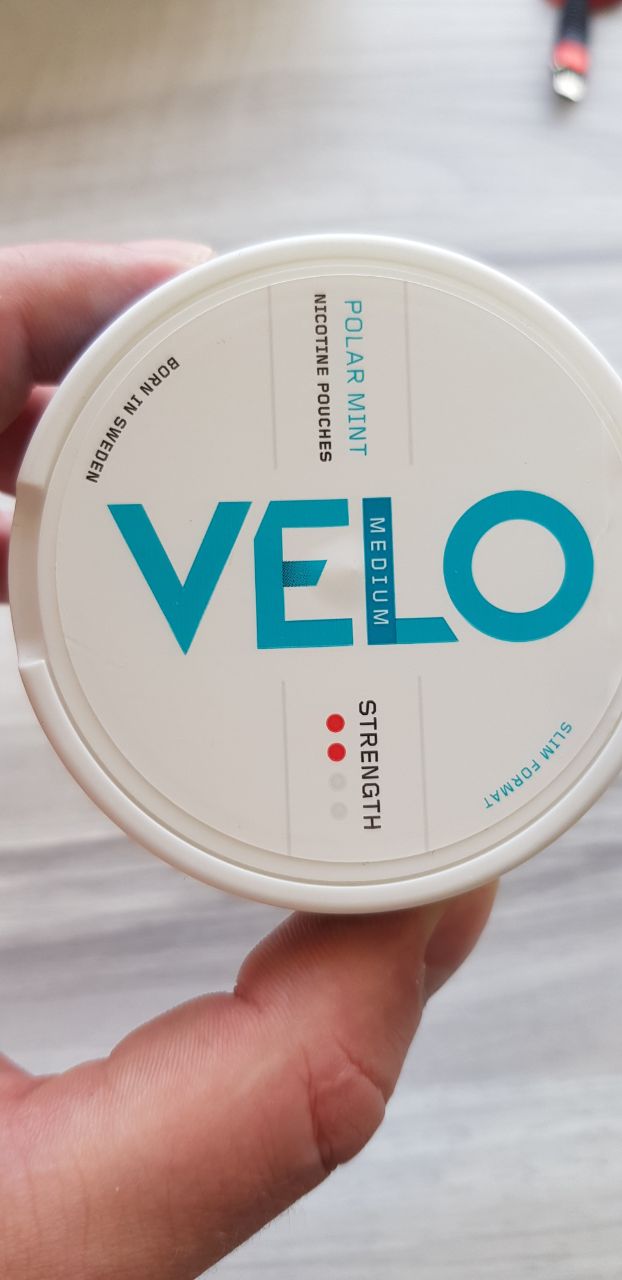 BORN IN SWEDEN
POLAR MINT
NICOTINE POUCHES
VELO
MEDIUM
STRENGTH
SLIM FORMAT